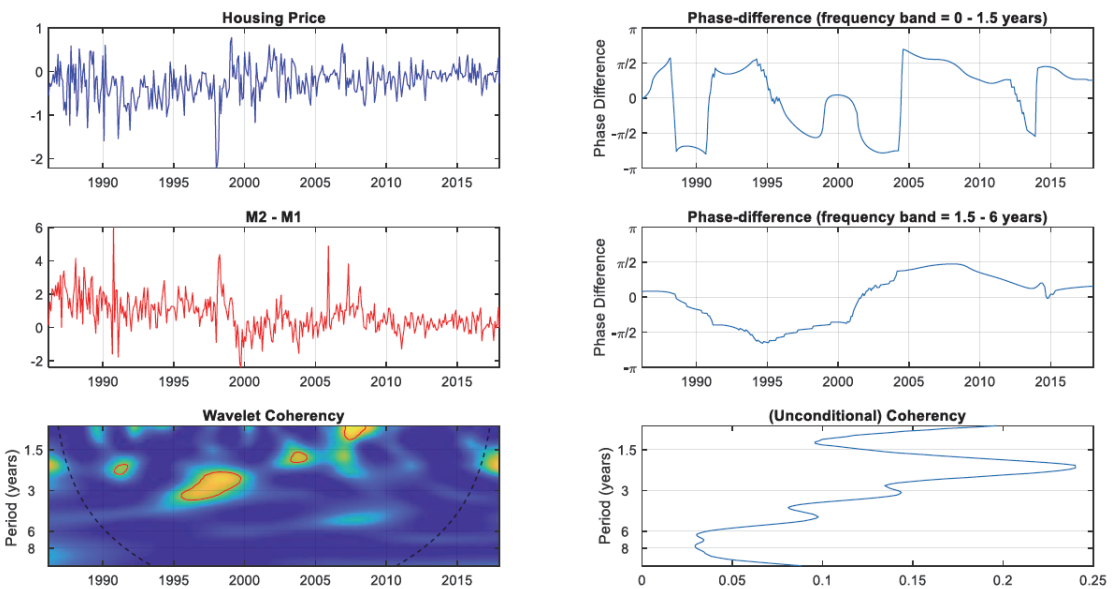 Housing Price
1
0
-1
-2
1990 1995 2000 2005 2010 2015
Phase-difference (frequency band = 0 - 1.5 years)
Phase Difference
π
π/2
0
-π/2
-π
1990 1995 2000 2005 2010 2015
M2 - M1
6
4
2
0
-2
1990 1995 2000 2005 2010 2015
Phase-difference (frequency band = 1.5 - 6 years)
Phase Difference
π
π/2
0
-π/2
-π
1990 1995 2000 2005 2010 2015
Wavelet Coherency
Period (years)
1.5
3
6
8
1990 1995 2000 2005 2010 2015
(Unconditional) Coherency
Period (years)
1.5
3
6
8
0 0.05 0.1 0.15 0.2 0.25